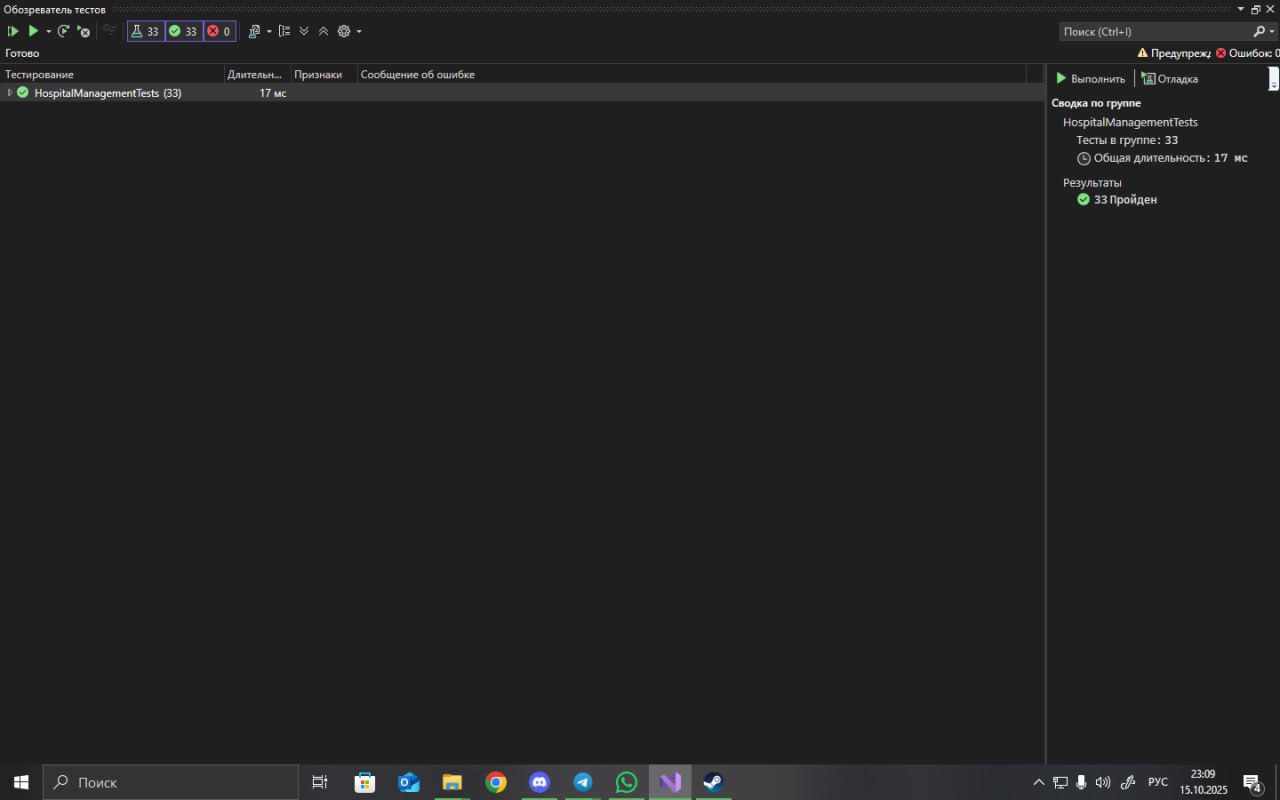 Обозреватель тестов
33 33 0
Поиск (Ctrl+I)
Готово
Предупрежд Ошибок: 0
Тестирование Длительн... Признаки Сообщение об ошибке
HospitalManagementTests (33) 17 мс
Выполнить Отладка
Сводка по группе
HospitalManagementTests
Тесты в группе: 33
Общая длительность: 17 мс
Результаты
33 Пройден
Поиск
РУС
23:09
15.10.2025
4